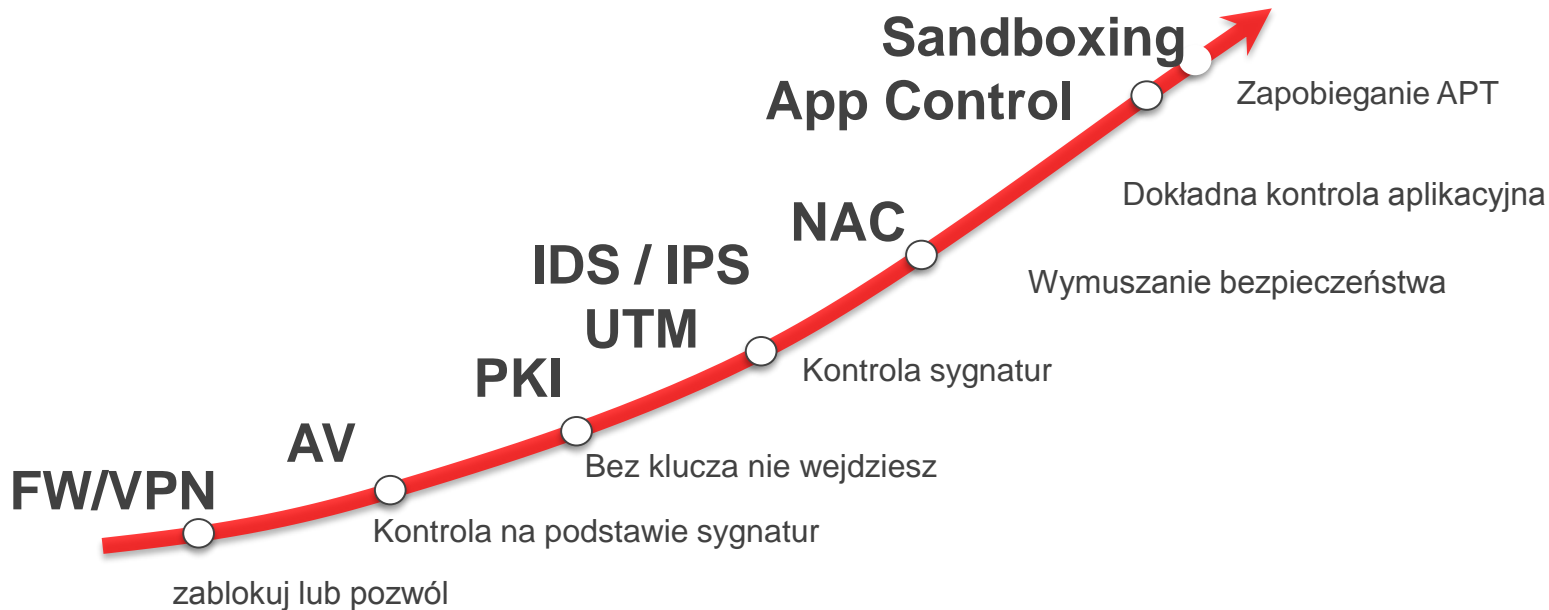 Sandboxing
Zapobieganie APT
App Control
Dokładna kontrola aplikacyjna
NAC
Wymuszanie bezpieczeństwa
IDS / IPS
UTM
Kontrola sygnatur
PKI
Bez klucza nie wejdziesz
AV
Kontrola na podstawie sygnatur
FW/VPN
zablokuj lub pozwól